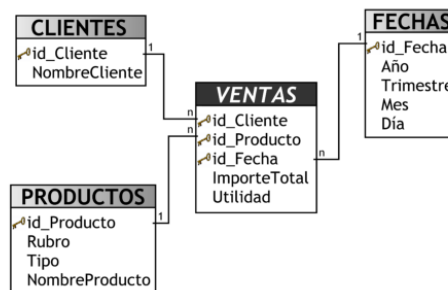 CLIENTES
id_Cliente
NombreCliente
1
n
VENTAS
id_Cliente
id_Producto
id_Fecha
ImporteTotal
Utilidad
n
n
1
FECHAS
id_Fecha
Año
Trimestre
Mes
Día
PRODUCTOS
id_Producto
Rubro
Tipo
NombreProducto
1